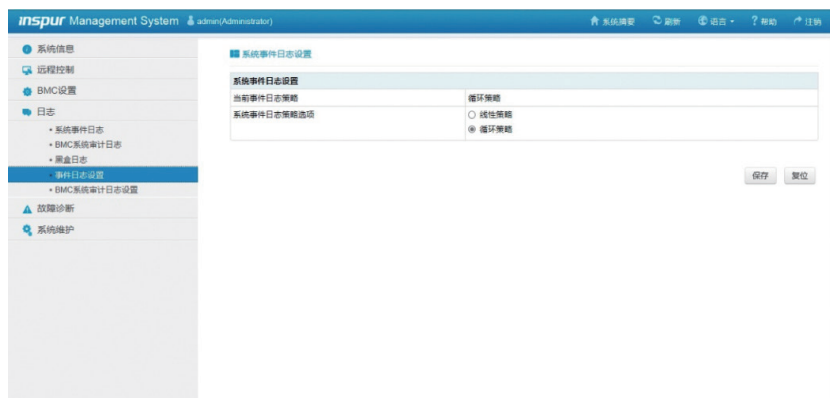 inspur Management System admin(Administrator) 系统摘要 刷新 语言 ? 帮助 注销
系统信息
远程控制
BMC设置
日志
• 系统事件日志
• BMC系统审计日志
• 黑盒日志
• 事件日志设置
• BMC系统审计日志设置
故障诊断
系统维护
系统事件日志设置
系统事件日志设置
当前事件日志策略 循环策略
系统事件日志策略选项 线性策略
循环策略
保存 复位